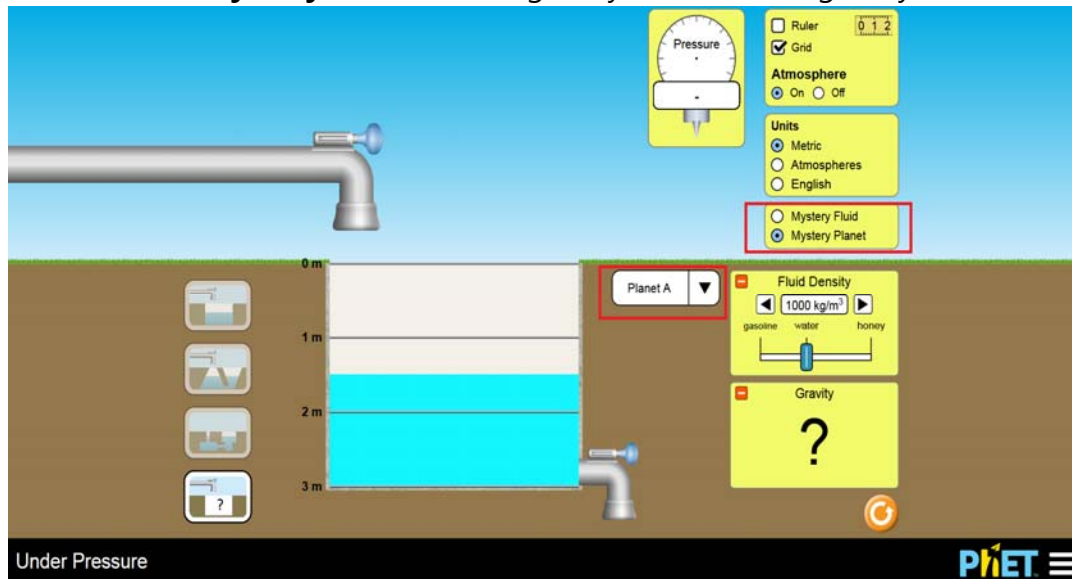 Pressure
-
Ruler
0 1 2
Grid
Atmosphere
On
Off
Units
Metric
Atmospheres
English
Mystery Fluid
Mystery Planet
0 m
1 m
2 m
3 m
Planet A
Fluid Density
1000 kg/m³
gasoline water honey
Gravity
?
?
Under Pressure
PhET